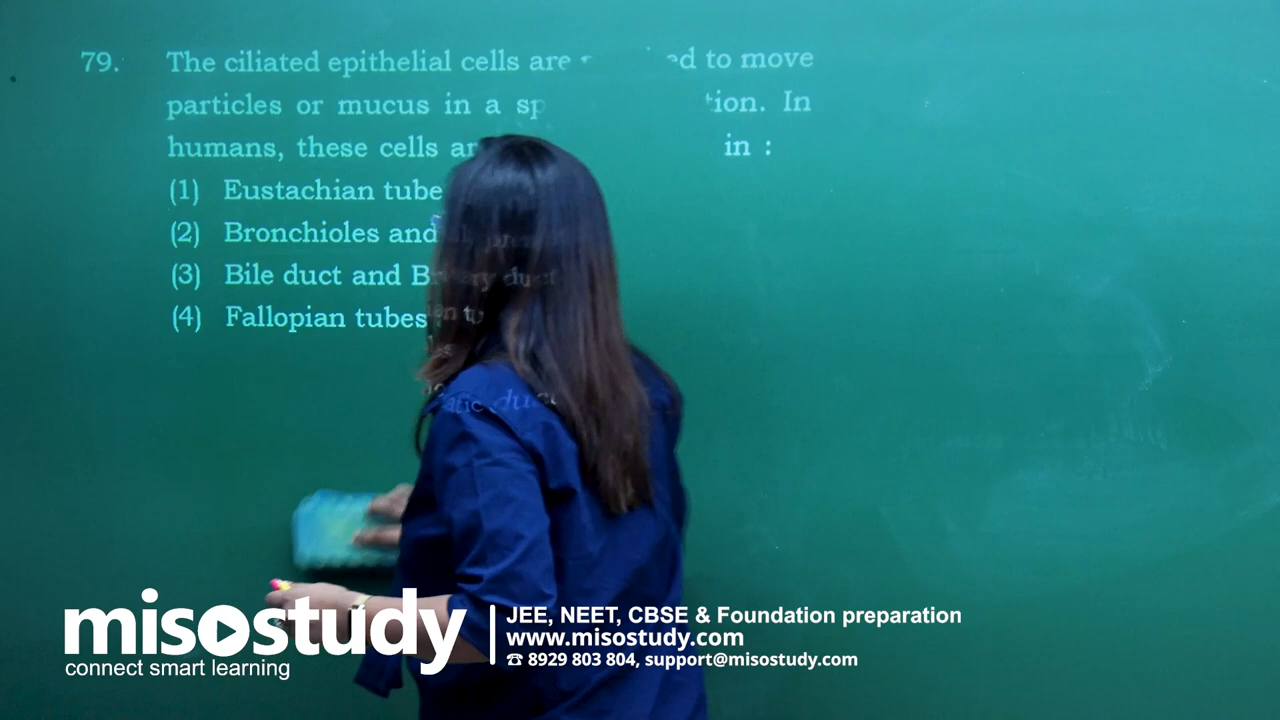 79. The ciliated epithelial cells are ed to move
particles or mucus in a sp tion. In
humans, these cells ar in :
(1) Eustachian tube
(2) Bronchioles and
(3) Bile duct and B ry duct
(4) Fallopian tubes
misostudy
connect smart learning
JEE, NEET, CBSE & Foundation preparation
www.misostudy.com
☎ 8929 803 804, support@misostudy.com